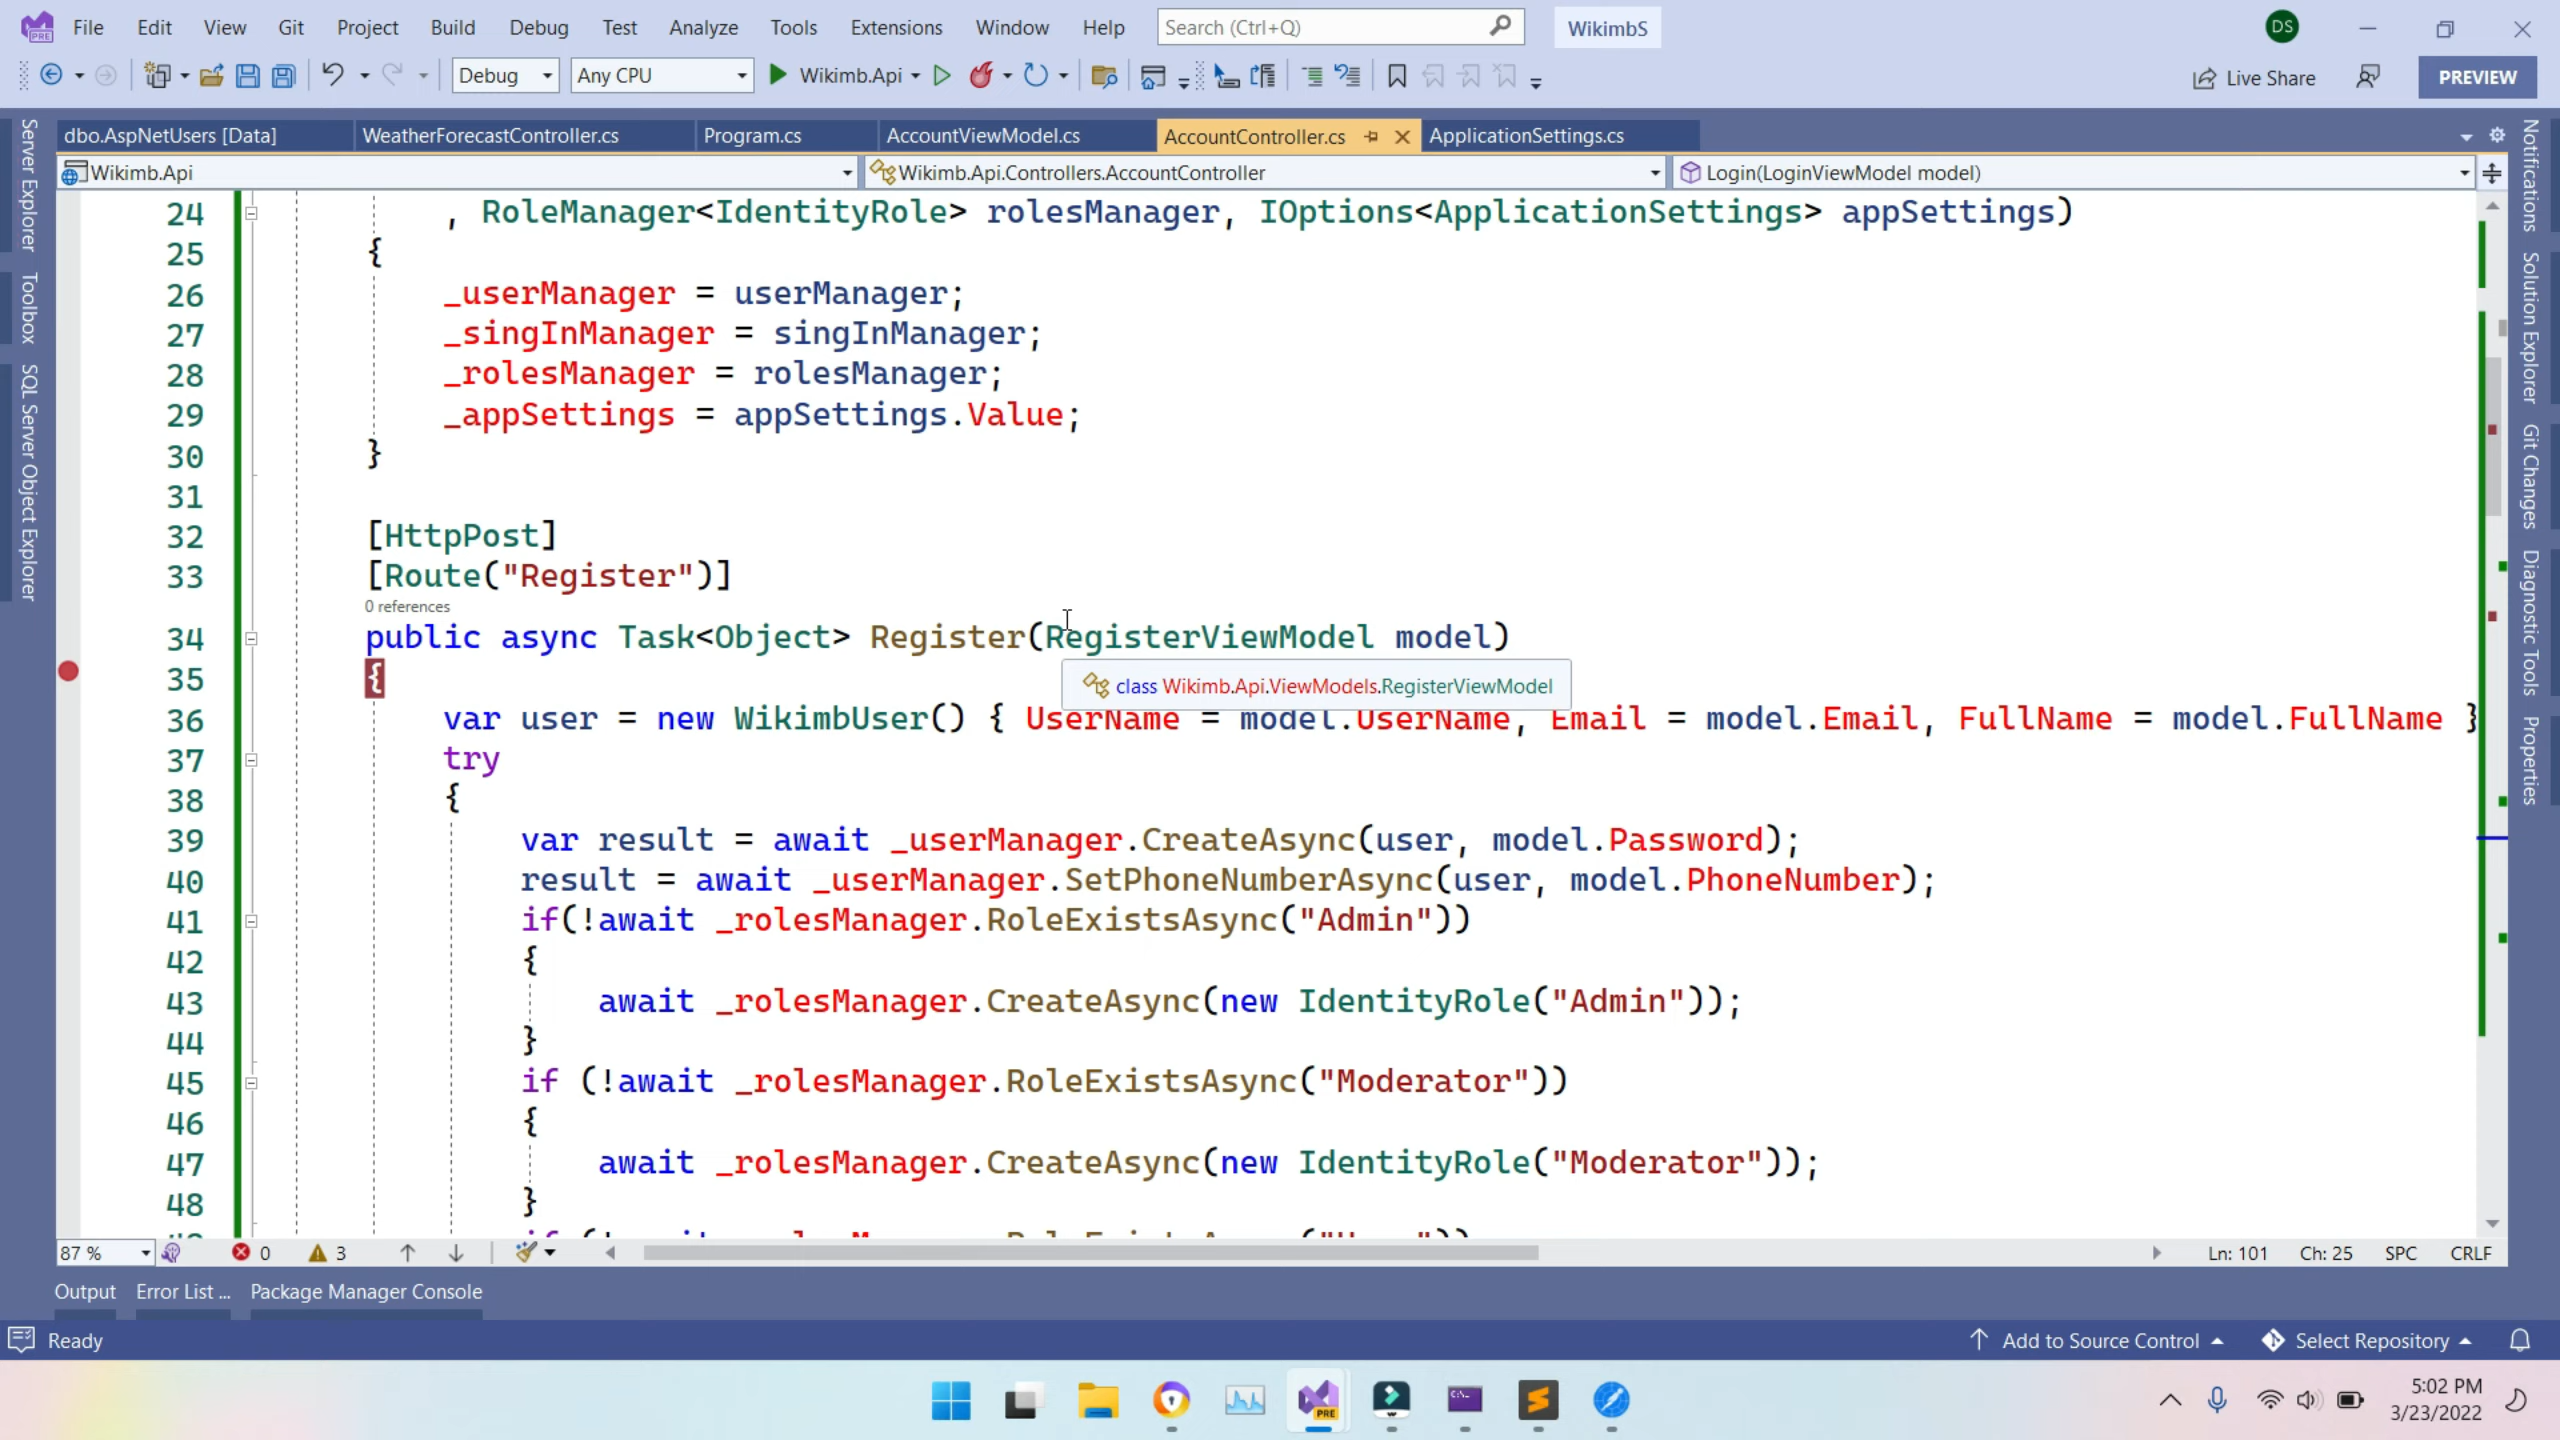 File Edit View Git Project Build Debug Test Analyze Tools Extensions Window Help Search (Ctrl+Q) WikimbS DS
Debug Any CPU Wikimb.Api Live Share PREVIEW
dbo.AspNetUsers [Data] WeatherForecastController.cs Program.cs AccountViewModel.cs AccountController.cs ApplicationSettings.cs
Wikimb.Api Wikimb.Api.Controllers.AccountController Login(LoginViewModel model)
Server Explorer
Toolbox
SQL Server Object Explorer
24 , RoleManager<IdentityRole> rolesManager, IOptions<ApplicationSettings> appSettings)
25 {
26 _userManager = userManager;
27 _singInManager = singInManager;
28 _rolesManager = rolesManager;
29 _appSettings = appSettings.Value;
30 }
31
32 [HttpPost]
33 [Route("Register")]
0 references
34 public async Task<Object> Register(RegisterViewModel model)
35 {
class Wikimb.Api.ViewModels.RegisterViewModel
36 var user = new WikimbUser() { UserName = model.UserName, Email = model.Email, FullName = model.FullName }
37 try
38 {
39 var result = await _userManager.CreateAsync(user, model.Password);
40 result = await _userManager.SetPhoneNumberAsync(user, model.PhoneNumber);
41 if(!await _rolesManager.RoleExistsAsync("Admin"))
42 {
43 await _rolesManager.CreateAsync(new IdentityRole("Admin"));
44 }
45 if (!await _rolesManager.RoleExistsAsync("Moderator"))
46 {
47 await _rolesManager.CreateAsync(new IdentityRole("Moderator"));
48 }
Notifications
Solution Explorer
Git Changes
Diagnostic Tools
Properties
87 % 0 3 Ln: 101 Ch: 25 SPC CRLF
Output Error List ... Package Manager Console
Ready Add to Source Control Select Repository
PRE
5:02 PM
3/23/2022